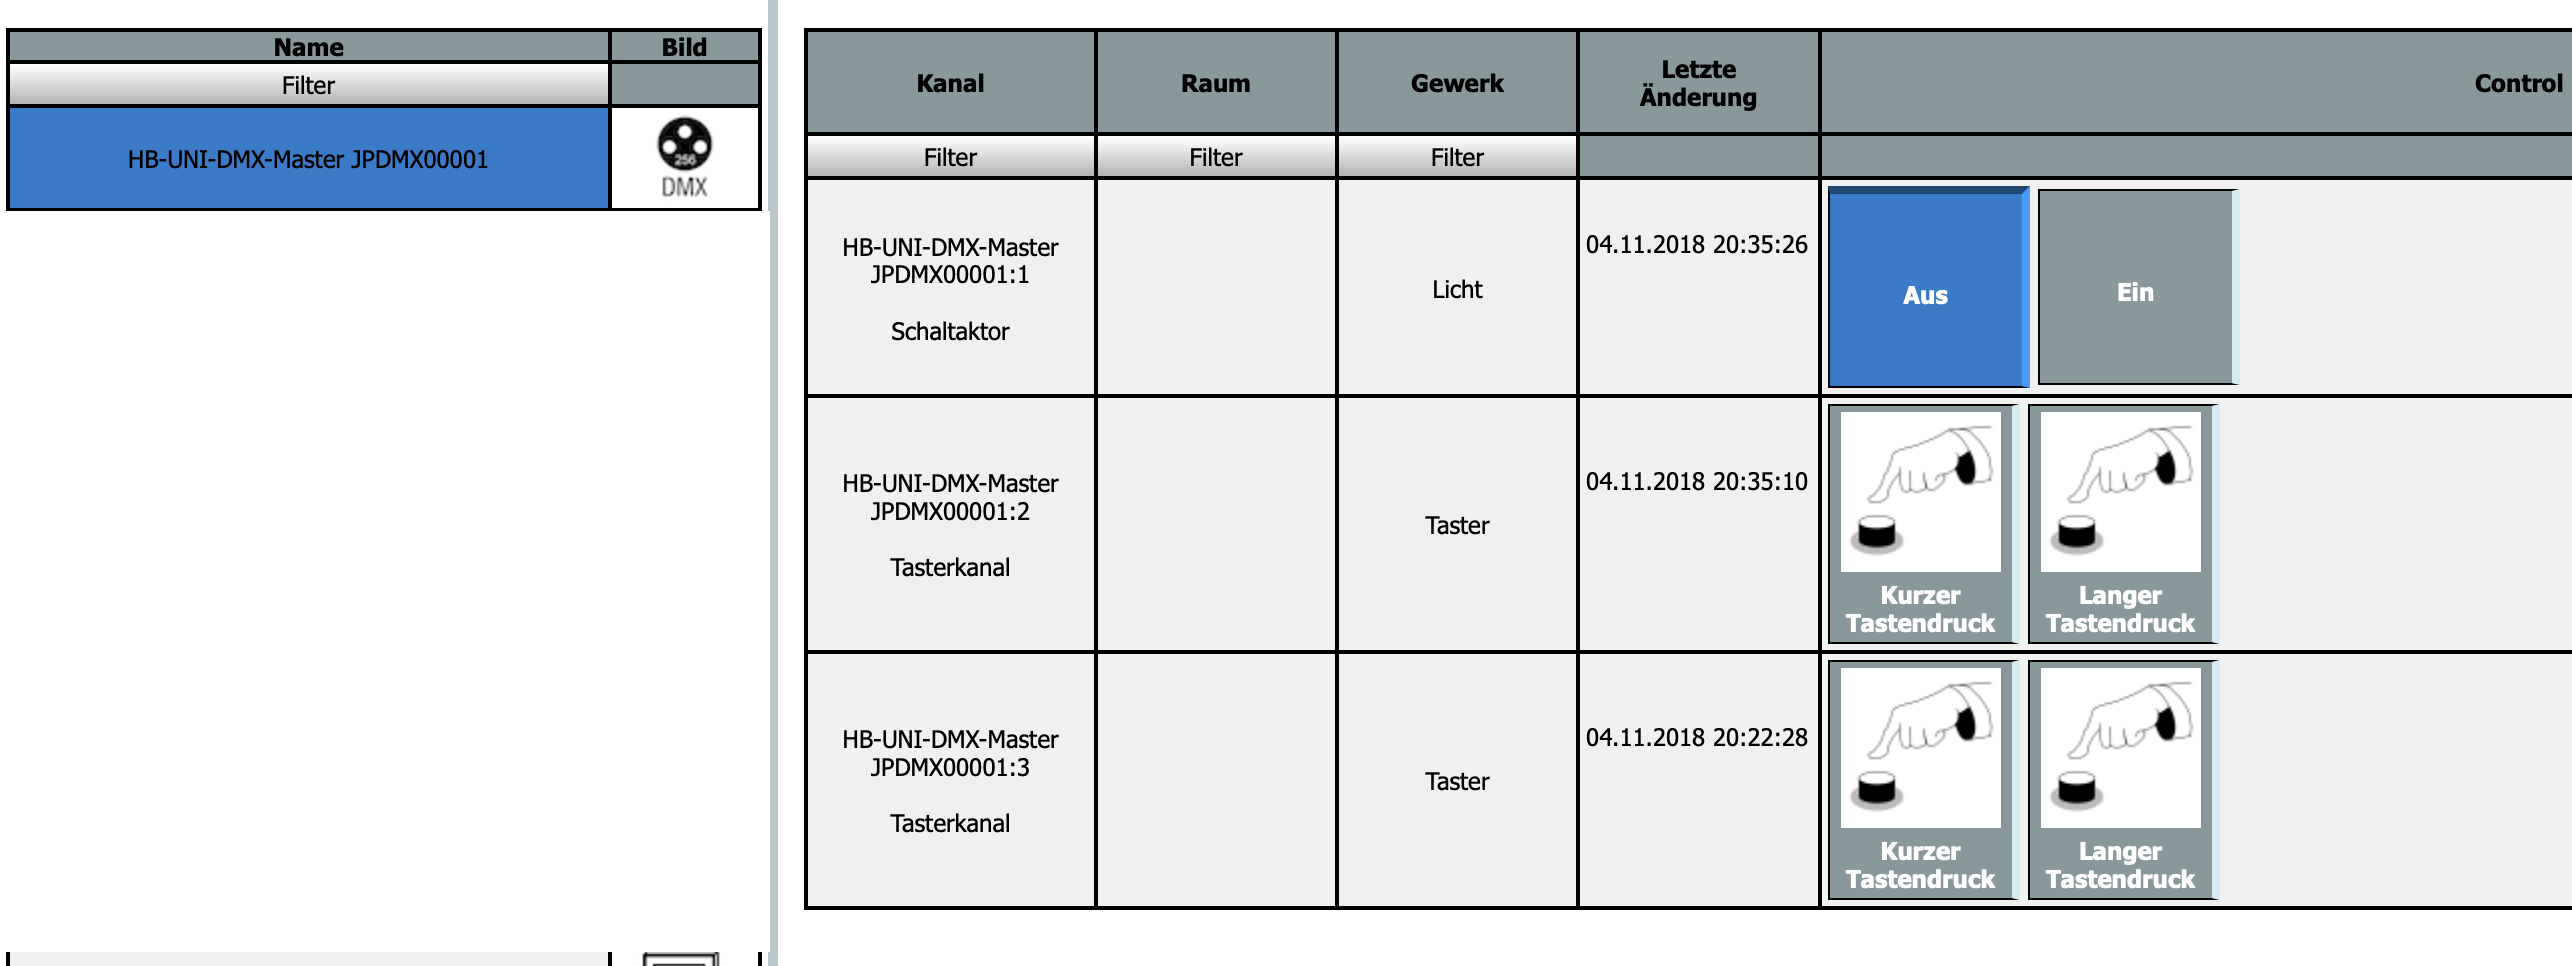 Name
Bild
Filter
HB-UNI-DMX-Master JPDMX00001
256
DMX
Kanal
Raum
Gewerk
Letzte
Änderung
Control
Filter
Filter
Filter
HB-UNI-DMX-Master
JPDMX00001:1
Schaltaktor
Licht
04.11.2018 20:35:26
Aus
Ein
HB-UNI-DMX-Master
JPDMX00001:2
Tasterkanal
Taster
04.11.2018 20:35:10
Kurzer
Tastendruck
Langer
Tastendruck
HB-UNI-DMX-Master
JPDMX00001:3
Tasterkanal
Taster
04.11.2018 20:22:28
Kurzer
Tastendruck
Langer
Tastendruck